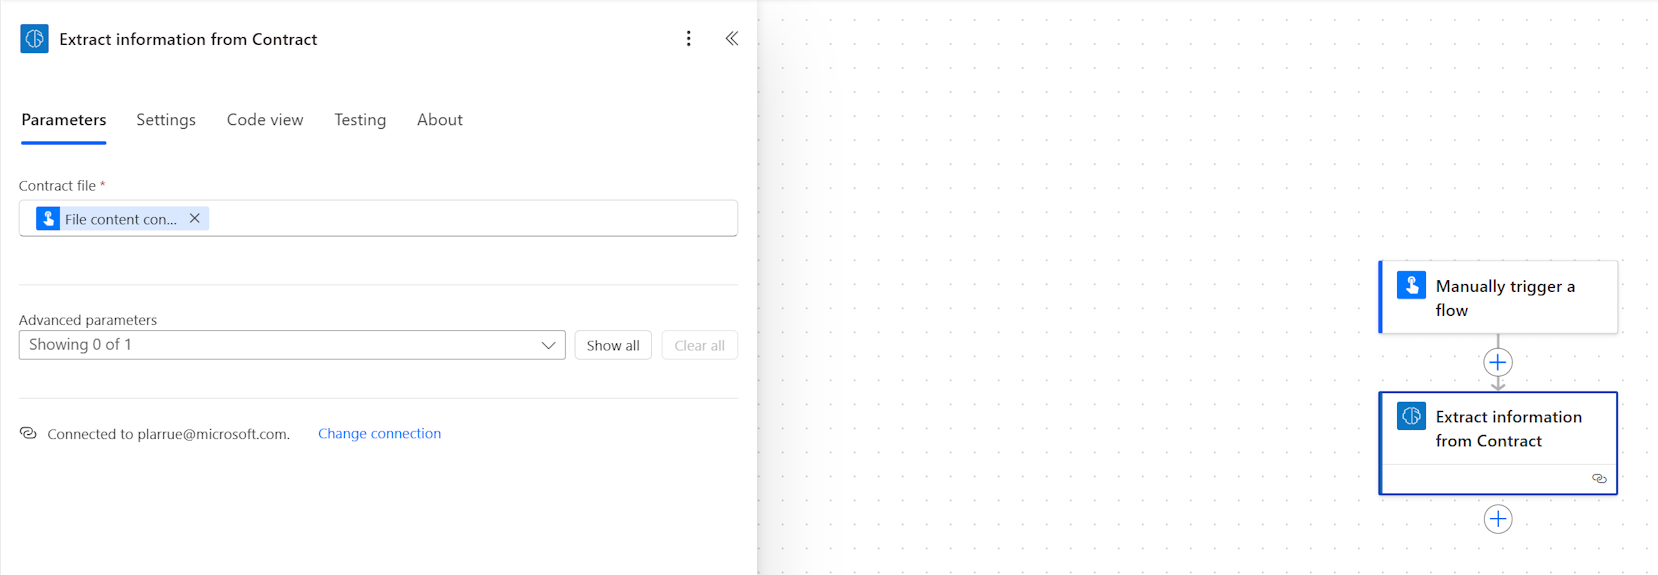 Extract information from Contract
Parameters Settings Code view Testing About
Contract file *
File content con...
Advanced parameters
Showing 0 of 1 Show all Clear all
Connected to plarrue@microsoft.com. Change connection
Manually trigger a
flow
Extract information
from Contract